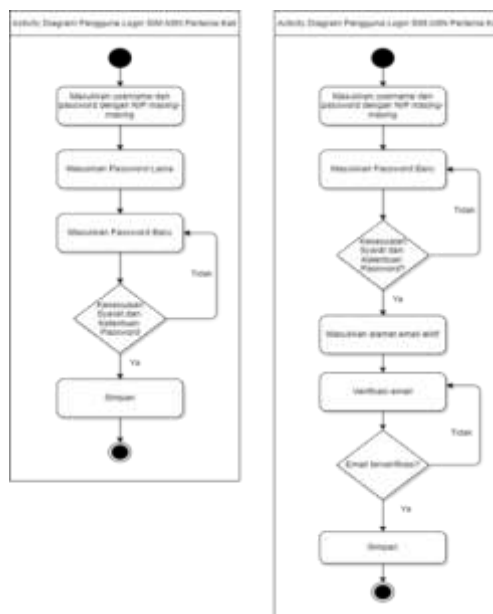 Activity Diagram Pengguna Login SIM ASN Pertama Kali
Masukkan username dan
password dengan NIP masing-
masing
Masukkan Password Lama
Masukkan Password Baru
Tidak
Kesesuaian
Syarat dan
Ketentuan
Password
Ya
Simpan
Activity Diagram Pengguna Login SIM ASN Pertama Kali
Masukkan username dan
password dengan NIP masing-
masing
Masukkan Password Baru
Tidak
Kesesuaian
Syarat dan
Ketentuan
Password?
Ya
Masukkan alamat email aktif
Verifikasi email
Tidak
Email terverifikasi?
Ya
Simpan